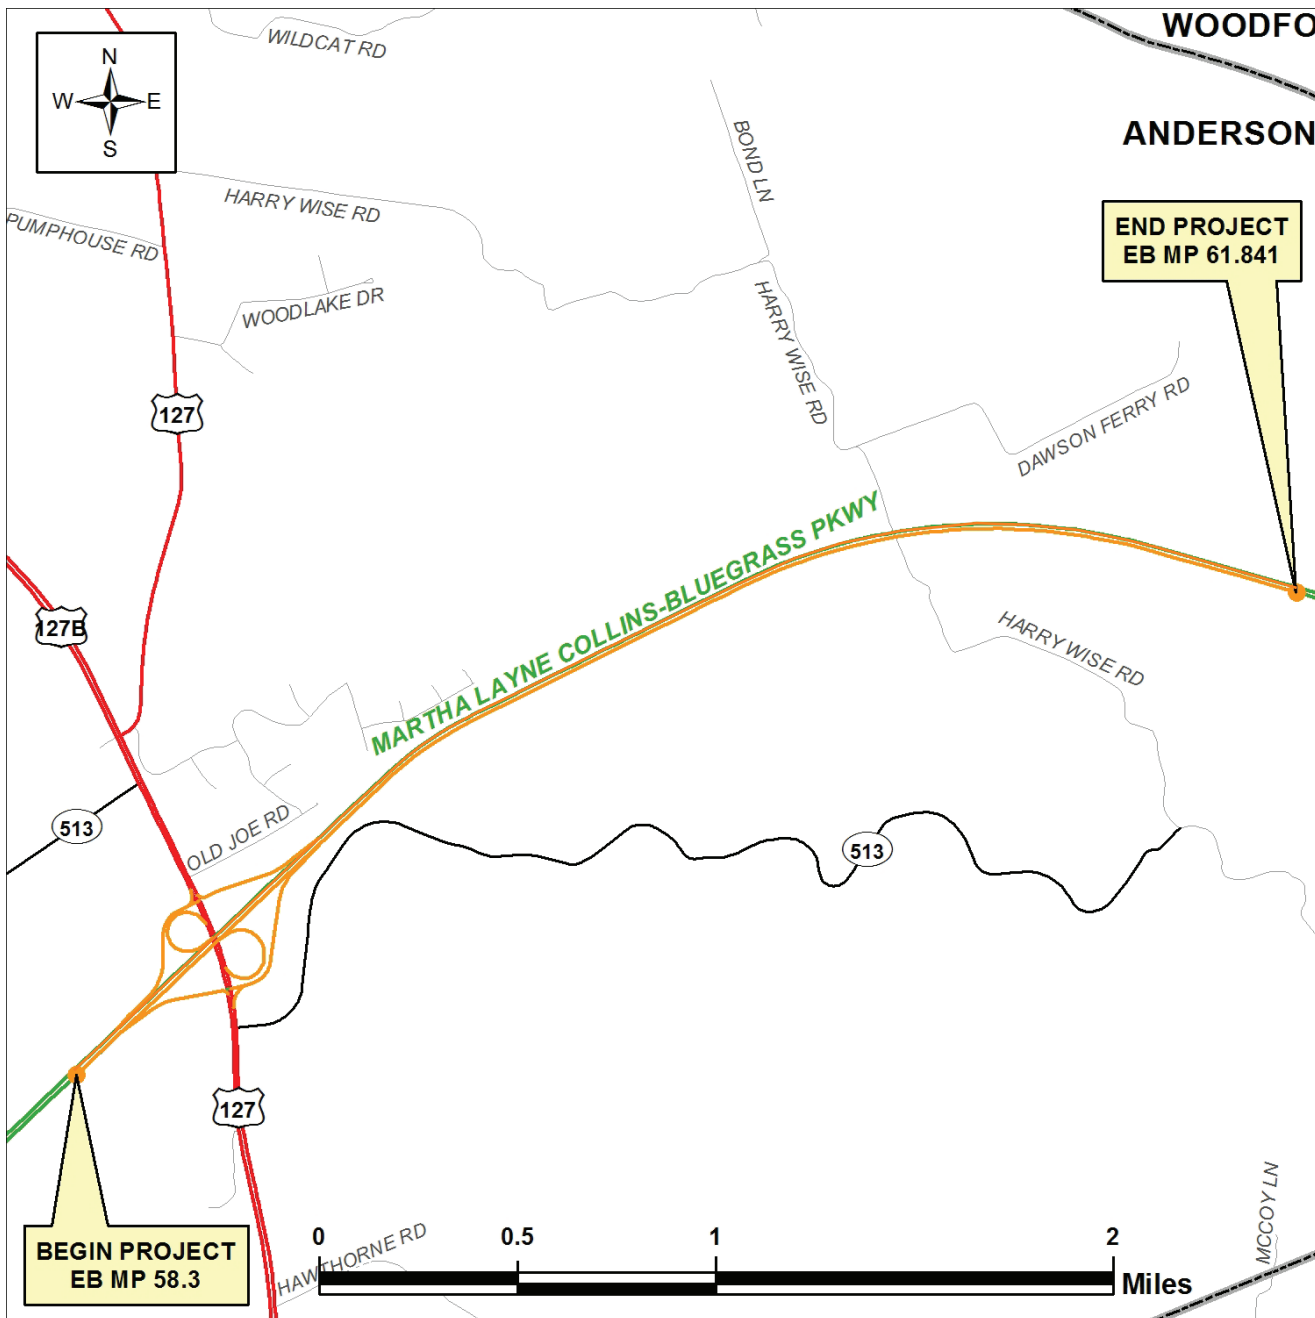 WOODFO
WILDCAT RD
N
W E
S
ANDERSON
BOND LN
HARRY WISE RD
PUMPHOUSE RD
END PROJECT
EB MP 61.841
WOODLAKE DR
HARRY WISE RD
127
DAWSON FERRY RD
MARTHA LAYNE COLLINS-BLUEGRASS PKWY
127B
HARRY WISE RD
513
OLD JOE RD
513
127
BEGIN PROJECT
EB MP 58.3
HAWTHORNE RD
0 0.5 1 2
Miles
MCCOY LN